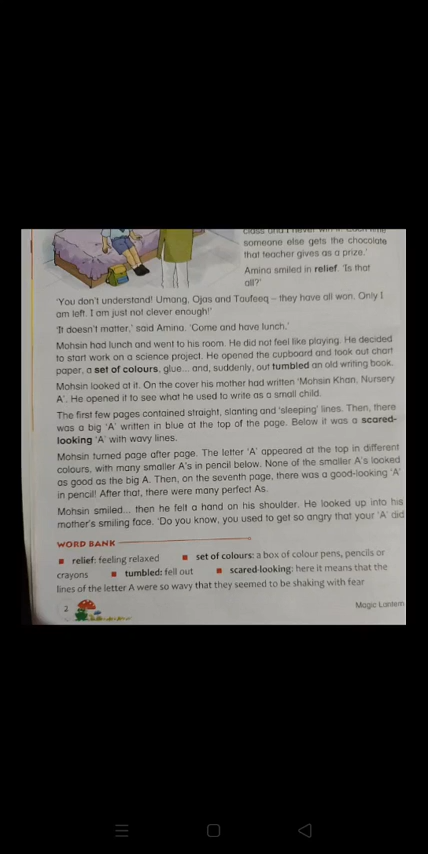 class and I never win it. Each time
someone else gets the chocolate
that teacher gives as a prize.'
Amina smiled in relief. 'Is that
all?'
'You don't understand! Umang, Ojas and Taufeeq – they have all won. Only I
am left. I am just not clever enough!'
'It doesn't matter,' said Amina. 'Come and have lunch.'
Mohsin had lunch and went to his room. He did not feel like playing. He decided
to start work on a science project. He opened the cupboard and took out chart
paper, a set of colours, glue... and, suddenly, out tumbled an old writing book.
Mohsin looked at it. On the cover his mother had written 'Mohsin Khan, Nursery
A'. He opened it to see what he used to write as a small child.
The first few pages contained straight, slanting and 'sleeping' lines. Then, there
was a big 'A' written in blue at the top of the page. Below it was a scared-
looking 'A' with wavy lines.
Mohsin turned page after page. The letter 'A' appeared at the top in different
colours, with many smaller A's in pencil below. None of the smaller A's looked
as good as the big A. Then, on the seventh page, there was a good-looking 'A'
in pencil! After that, there were many perfect As.
Mohsin smiled... then he felt a hand on his shoulder. He looked up into his
mother's smiling face. 'Do you know, you used to get so angry that your 'A' did
WORD BANK
■ relief: feeling relaxed ■ set of colours: a box of colour pens, pencils or
crayons ■ tumbled: fell out ■ scared-looking: here it means that the
lines of the letter A were so wavy that they seemed to be shaking with fear
2
Magic Lantern